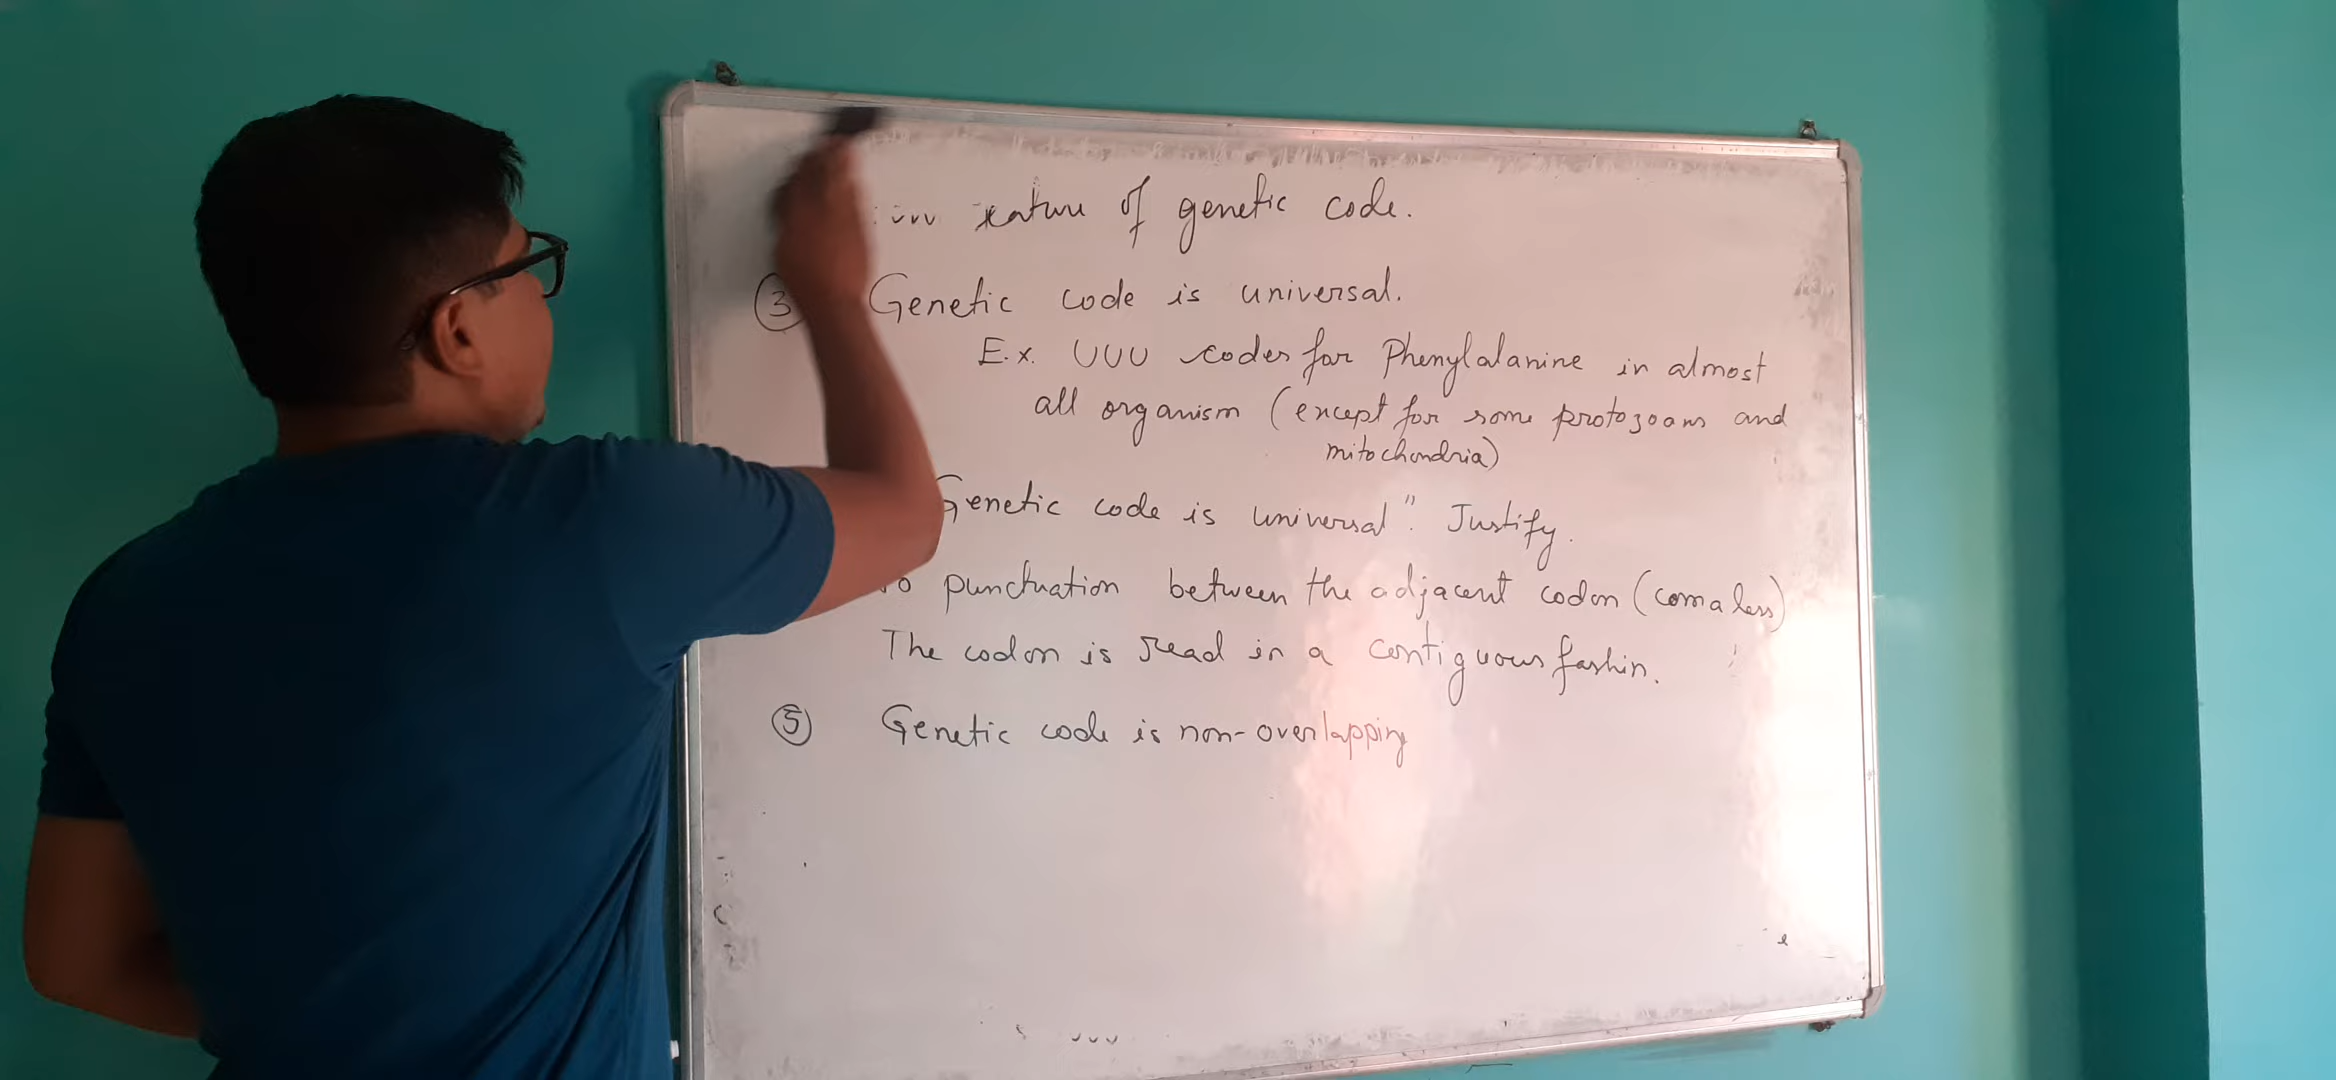 of genetic code.
③ Genetic code is universal.
E.x. UUU codes for Phenylalanine in almost
all organism (except for some protozoans and
mitochondria)
Genetic code is universal". Justify.
punctuation between the adjacent codon (comaless)
The codon is read in a contiguous fashin.
⑤ Genetic code is non-overlapping